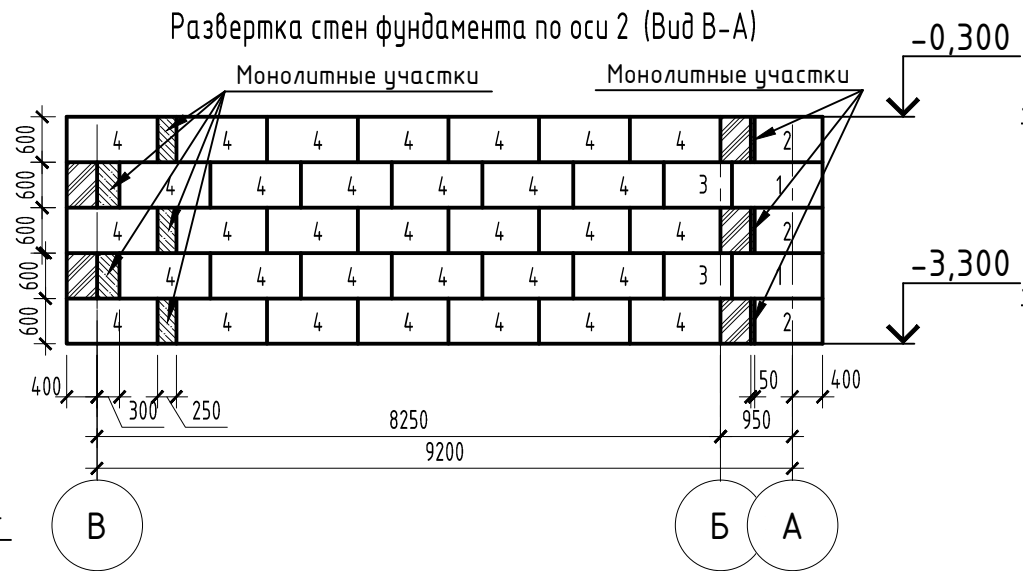 Развертка стен фундамента по оси 2 (Вид В-А)
-0,300
Монолитные участки
Монолитные участки
600
4 4 4 4 4 4 4 2
600
4 4 4 4 4 4 3 1
600
4 4 4 4 4 4 4 2
600
4 4 4 4 4 4 3 1
-3,300
600
4 4 4 4 4 4 4 2
400
300
250
50
400
8250
950
9200
В
Б
А